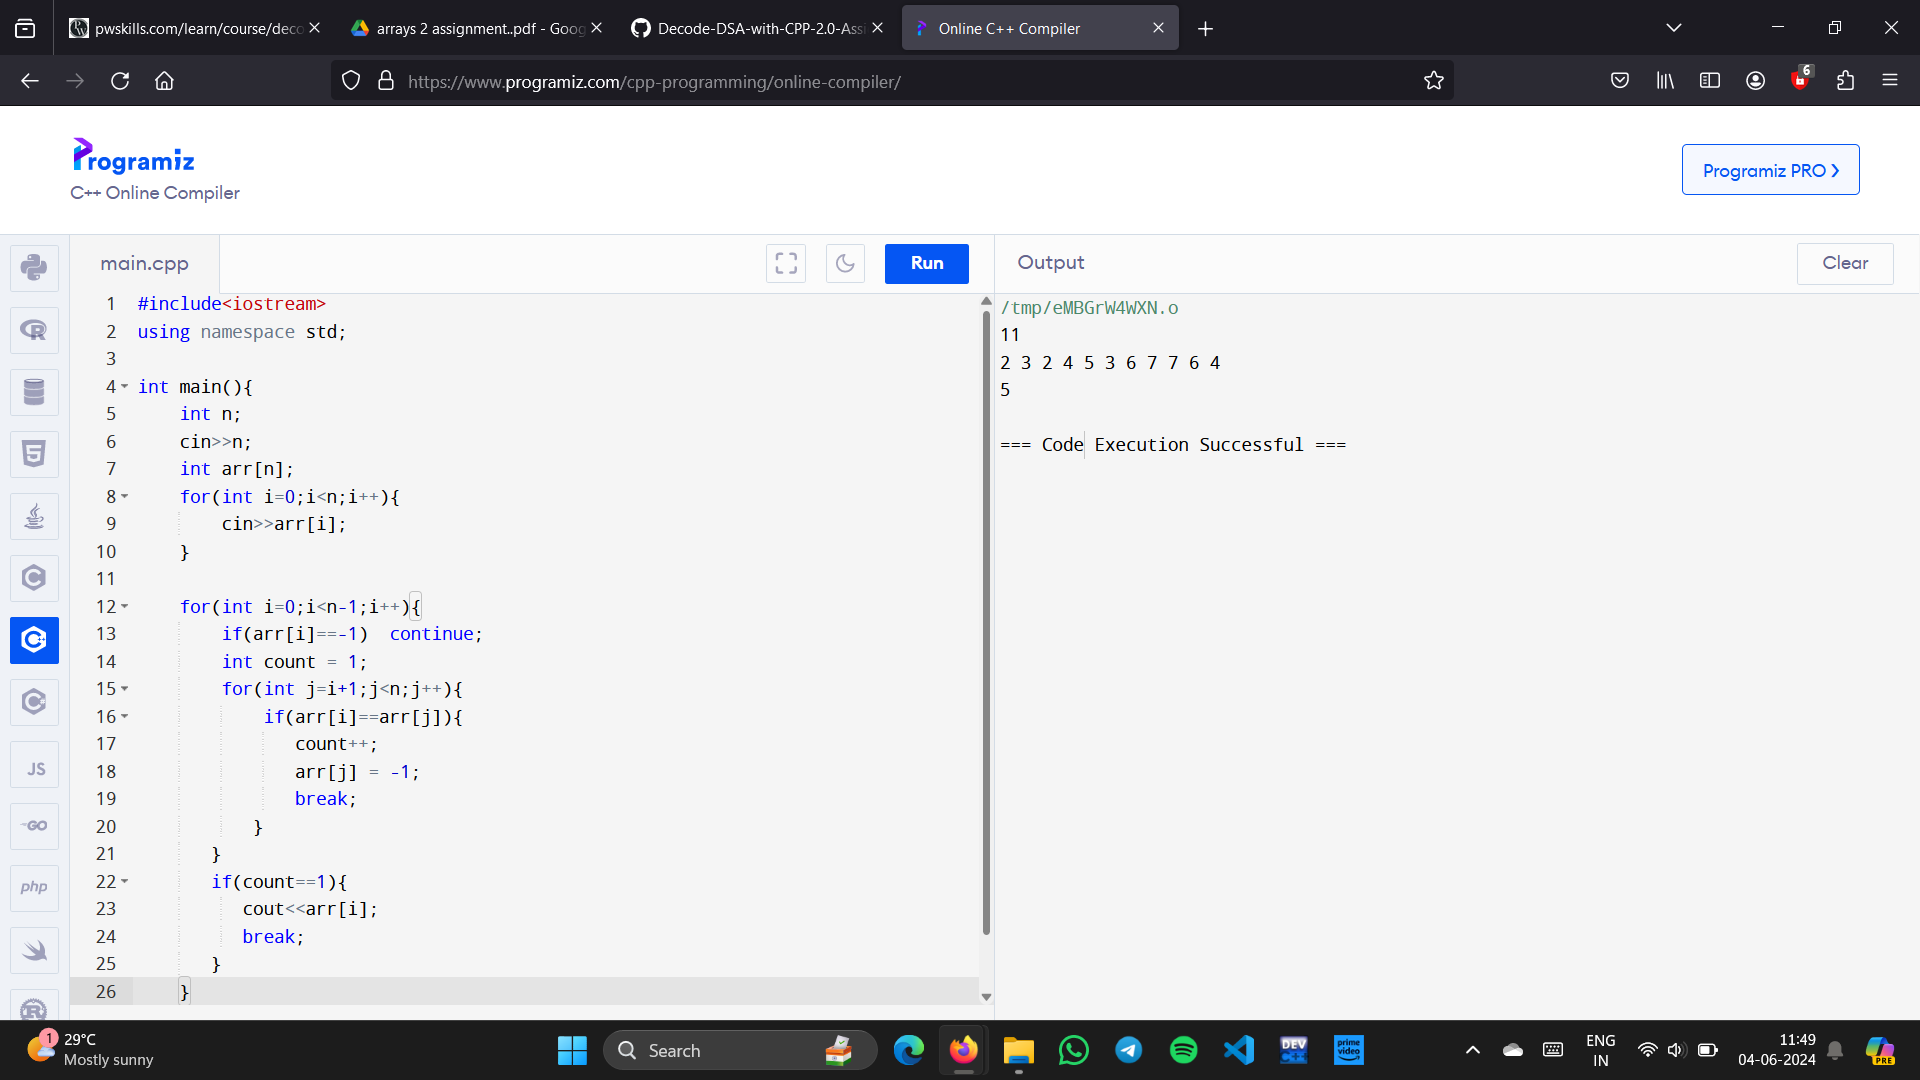 pwskills.com/learn/course/deco
arrays 2 assignment..pdf - Goog
Decode-DSA-with-CPP-2.0-Assi
Online C++ Compiler
https://www.programiz.com/cpp-programming/online-compiler/
6
Programiz
C++ Online Compiler
Programiz PRO ❯
main.cpp
Run
Output
Clear
1 #include<iostream>
2 using namespace std;
3
4 int main(){
5 int n;
6 cin>>n;
7 int arr[n];
8 for(int i=0;i<n;i++){
9 cin>>arr[i];
10 }
11
12 for(int i=0;i<n-1;i++){
13 if(arr[i]==-1)  continue;
14 int count = 1;
15 for(int j=i+1;j<n;j++){
16 if(arr[i]==arr[j]){
17 count++;
18 arr[j] = -1;
19 break;
20 }
21 }
22 if(count==1){
23 cout<<arr[i];
24 break;
25 }
26 }
/tmp/eMBGrW4WXN.o
11
2 3 2 4 5 3 6 7 7 6 4
5
=== Code Execution Successful ===
JS
GO
php
1
29°C
Mostly sunny
Search
DEV
C++
prime
video
ENG
IN
11:49
04-06-2024
PRE